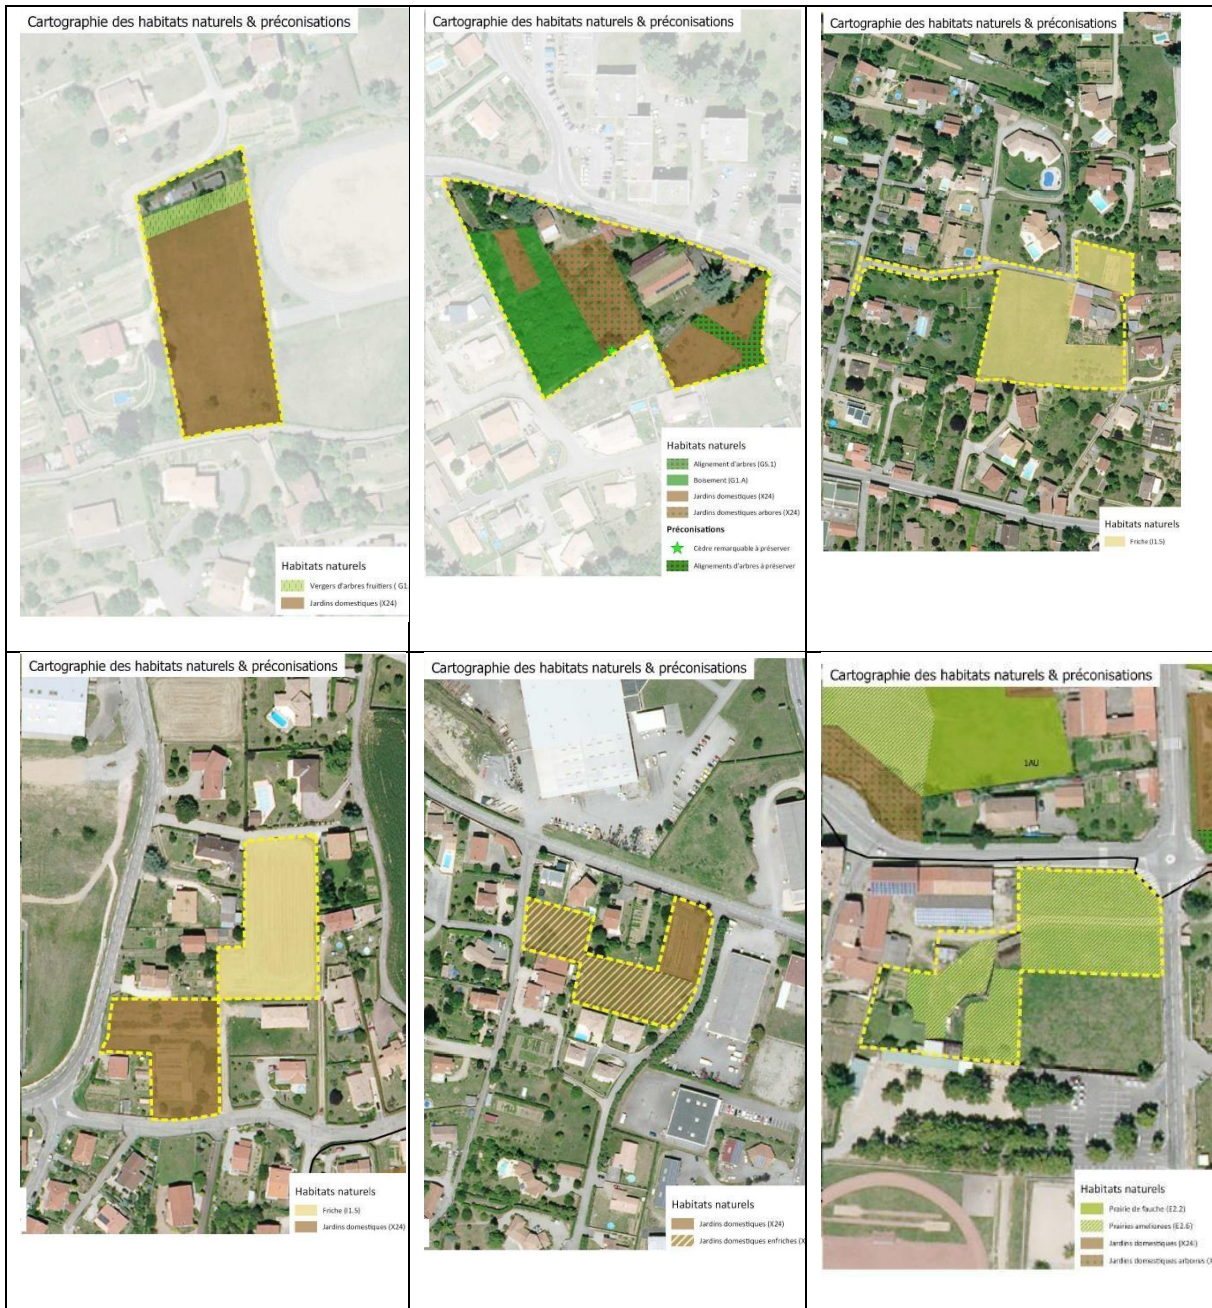 Cartographie des habitats naturels & préconisations
Habitats naturels
Vergers d'arbres fruitiers ( G1.
Jardins domestiques (X24)
Cartographie des habitats naturels & préconisations
Habitats naturels
Alignement d'arbres (G5.1)
Boisement (G1.A)
Jardins domestiques (X24)
Jardins domestiques arbores (X24)
Préconisations
Cèdre remarquable à préserver
Alignements d'arbres à préserver
Cartographie des habitats naturels & préconisations
Habitats naturels
Friche (I1.5)
Cartographie des habitats naturels & préconisations
Habitats naturels
Friche (I1.5)
Jardins domestiques (X24)
Cartographie des habitats naturels & préconisations
Habitats naturels
Jardins domestiques (X24)
Jardins domestiques enfriches (X
Cartographie des habitats naturels & préconisations
1AU
Habitats naturels
Prairie de fauche (E2.2)
Prairies ameliorees (E2.6)
Jardins domestiques (X24)
Jardins domestiques arbores (X